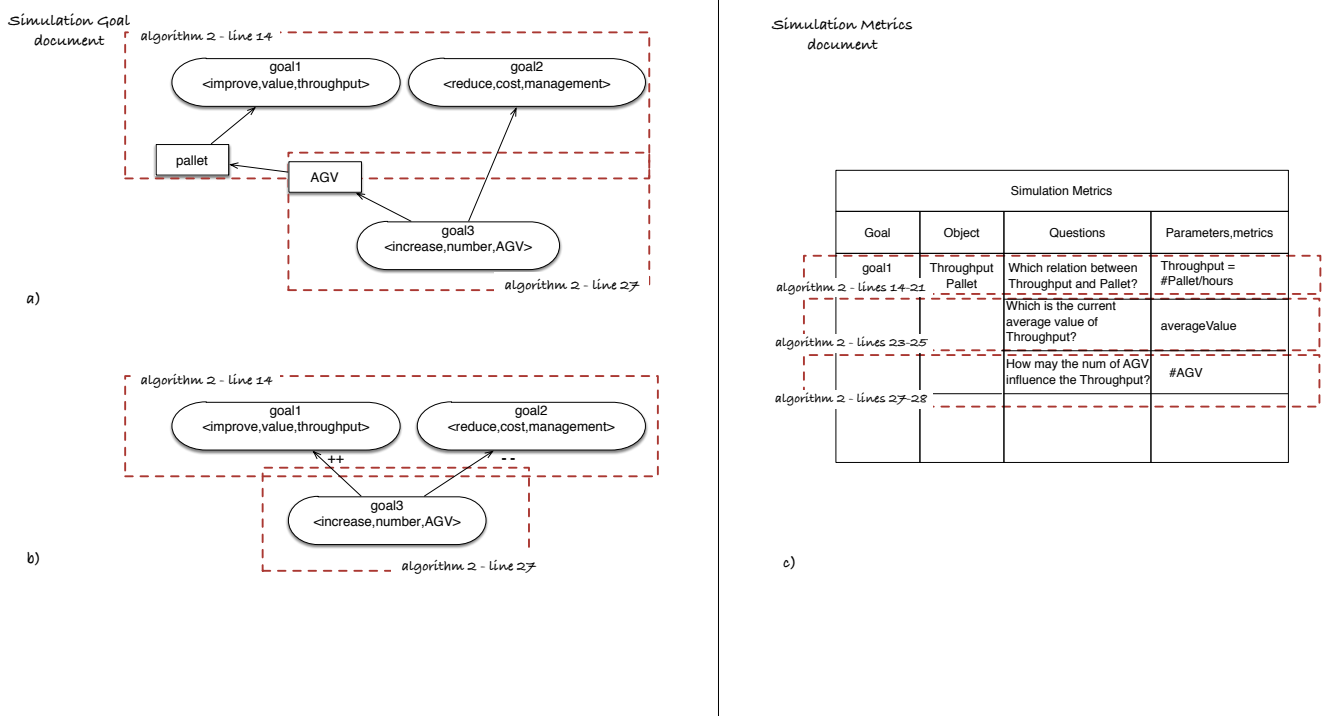 Simulation Goal
document
algorithm 2 - line 14
goal1
<improve,value,throughput>
goal2
<reduce,cost,management>
pallet
AGV
goal3
<increase,number,AGV>
algorithm 2 - line 27
a)
algorithm 2 - line 14
goal1
<improve,value,throughput>
goal2
<reduce,cost,management>
++
--
goal3
<increase,number,AGV>
algorithm 2 - line 27
b)
Simulation Metrics
document
Simulation Metrics
Goal
Object
Questions
Parameters,metrics
goal1
Throughput
Pallet
Which relation between
Throughput and Pallet?
Throughput =
#Pallet/hours
algorithm 2 - lines 14-21
Which is the current
average value of
Throughput?
averageValue
algorithm 2 - lines 23-25
How may the num of AGV
influence the Throughput?
#AGV
algorithm 2 - lines 27-28
c)